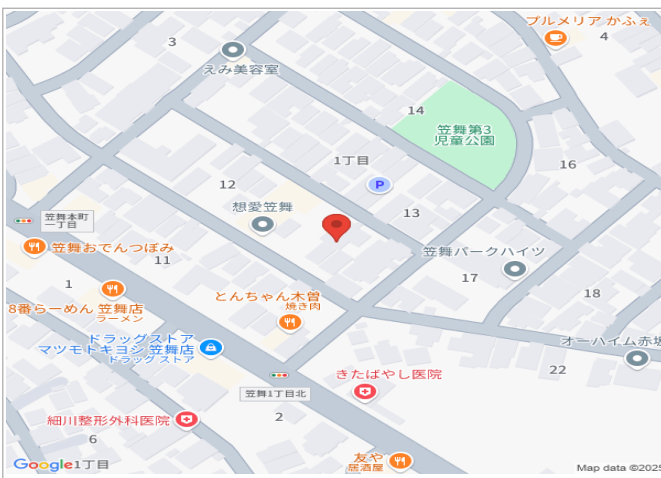 プルメリア かふぇ
4
3
えみ美容室
14
笠舞第3
児童公園
1丁目
16
P
12
13
想愛笠舞
笠舞本町
一丁目
笠舞おでんつぼみ
11
笠舞パークハイツ
17
1
18
8番らーめん 笠舞店
ラーメン
とんちゃん木曽
焼き肉
ドラッグストア
マツモトキヨシ 笠舞店
ドラッグストア
オーハイム赤坂
22
きたばやし医院
笠舞1丁目北
2
細川整形外科医院
6
友や
居酒屋
Google
1丁目
Map data ©2025